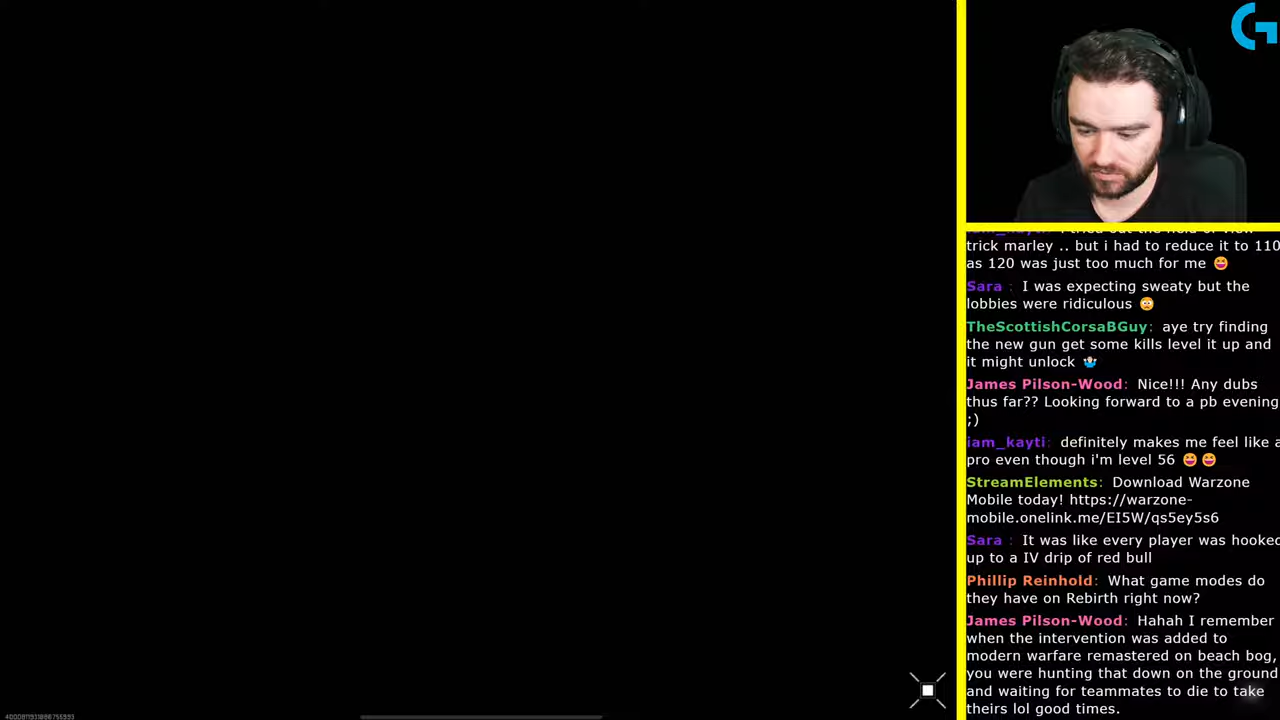 trick marley .. but i had to reduce it to 110
as 120 was just too much for me 😆
Sara : I was expecting sweaty but the
lobbies were ridiculous 😳
TheScottishCorsaBGuy: aye try finding
the new gun get some kills level it up and
it might unlock 🤷🏻‍♂️
James Pilson-Wood: Nice!!! Any dubs
thus far?? Looking forward to a pb evening
;)
iam_kayti: definitely makes me feel like a
pro even though i'm level 56 😆 😆
StreamElements: Download Warzone
Mobile today! https://warzone-
mobile.onelink.me/EI5W/qs5ey5s6
Sara : It was like every player was hooked
up to a IV drip of red bull
Phillip Reinhold: What game modes do
they have on Rebirth right now?
James Pilson-Wood: Hahah I remember
when the intervention was added to
modern warfare remastered on beach bog,
you were hunting that down on the ground
and waiting for teammates to die to take
theirs lol good times.